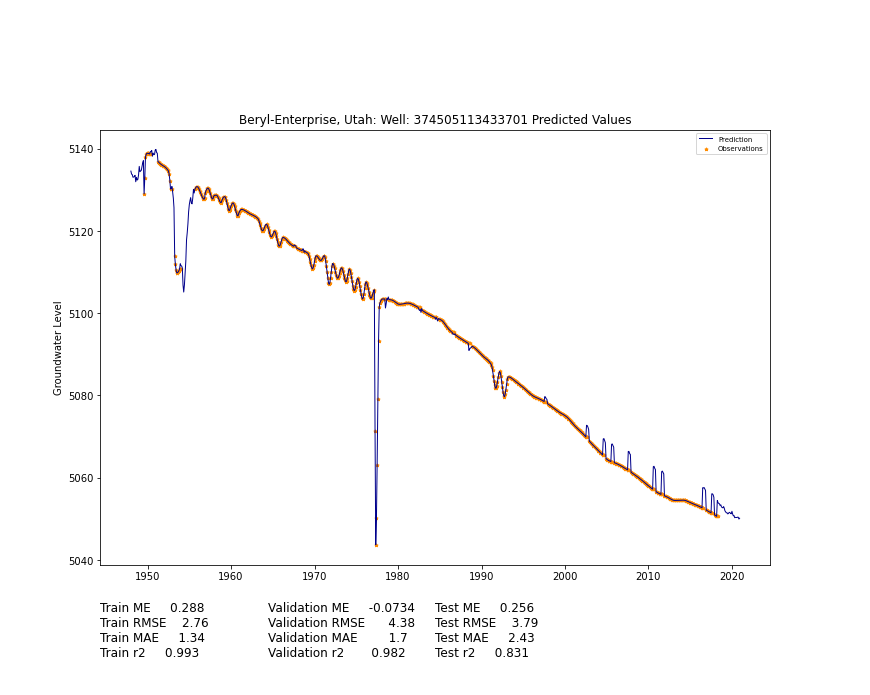 Beryl-Enterprise, Utah: Well: 374505113433701 Predicted Values
Prediction
Observations
Groundwater Level
5140
5120
5100
5080
5060
5040
1950 1960 1970 1980 1990 2000 2010 2020
Train ME 0.288 Validation ME -0.0734 Test ME 0.256
Train RMSE 2.76 Validation RMSE 4.38 Test RMSE 3.79
Train MAE 1.34 Validation MAE 1.7 Test MAE 2.43
Train r2 0.993 Validation r2 0.982 Test r2 0.831